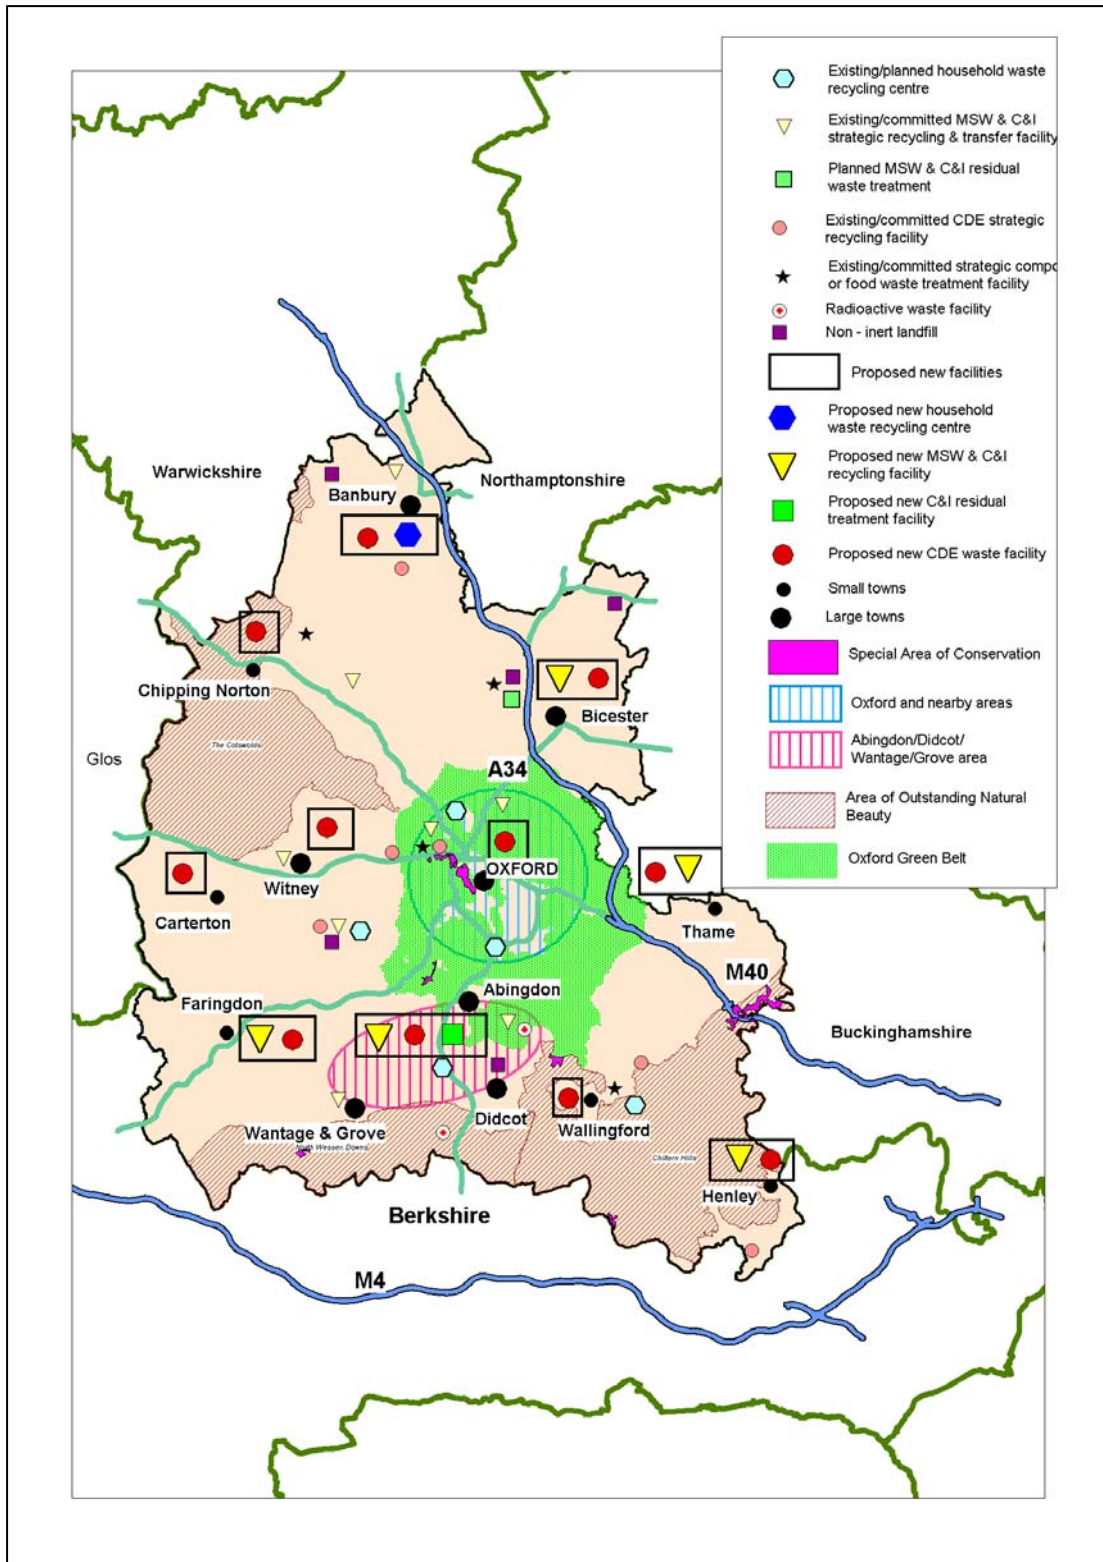 Existing/planned household waste
recycling centre
Existing/committed MSW & C&I
strategic recycling & transfer facility
Planned MSW & C&I residual
waste treatment
Existing/committed CDE strategic
recycling facility
Existing/committed strategic compo
or food waste treatment facility
Radioactive waste facility
Non - inert landfill
Proposed new facilities
Proposed new household
waste recycling centre
Proposed new MSW & C&I
recycling facility
Proposed new C&I residual
treatment facility
Proposed new CDE waste facility
Small towns
Large towns
Special Area of Conservation
Oxford and nearby areas
Abingdon/Didcot/
Wantage/Grove area
Area of Outstanding Natural
Beauty
Oxford Green Belt
Warwickshire
Northamptonshire
Banbury
Chipping Norton
Bicester
The Cotswolds
Glos
A34
OXFORD
Witney
Carterton
Thame
M40
Faringdon
Abingdon
Buckinghamshire
Didcot
Wallingford
Wantage & Grove
North Wessex Downs
Chiltern Hills
Henley
Berkshire
M4